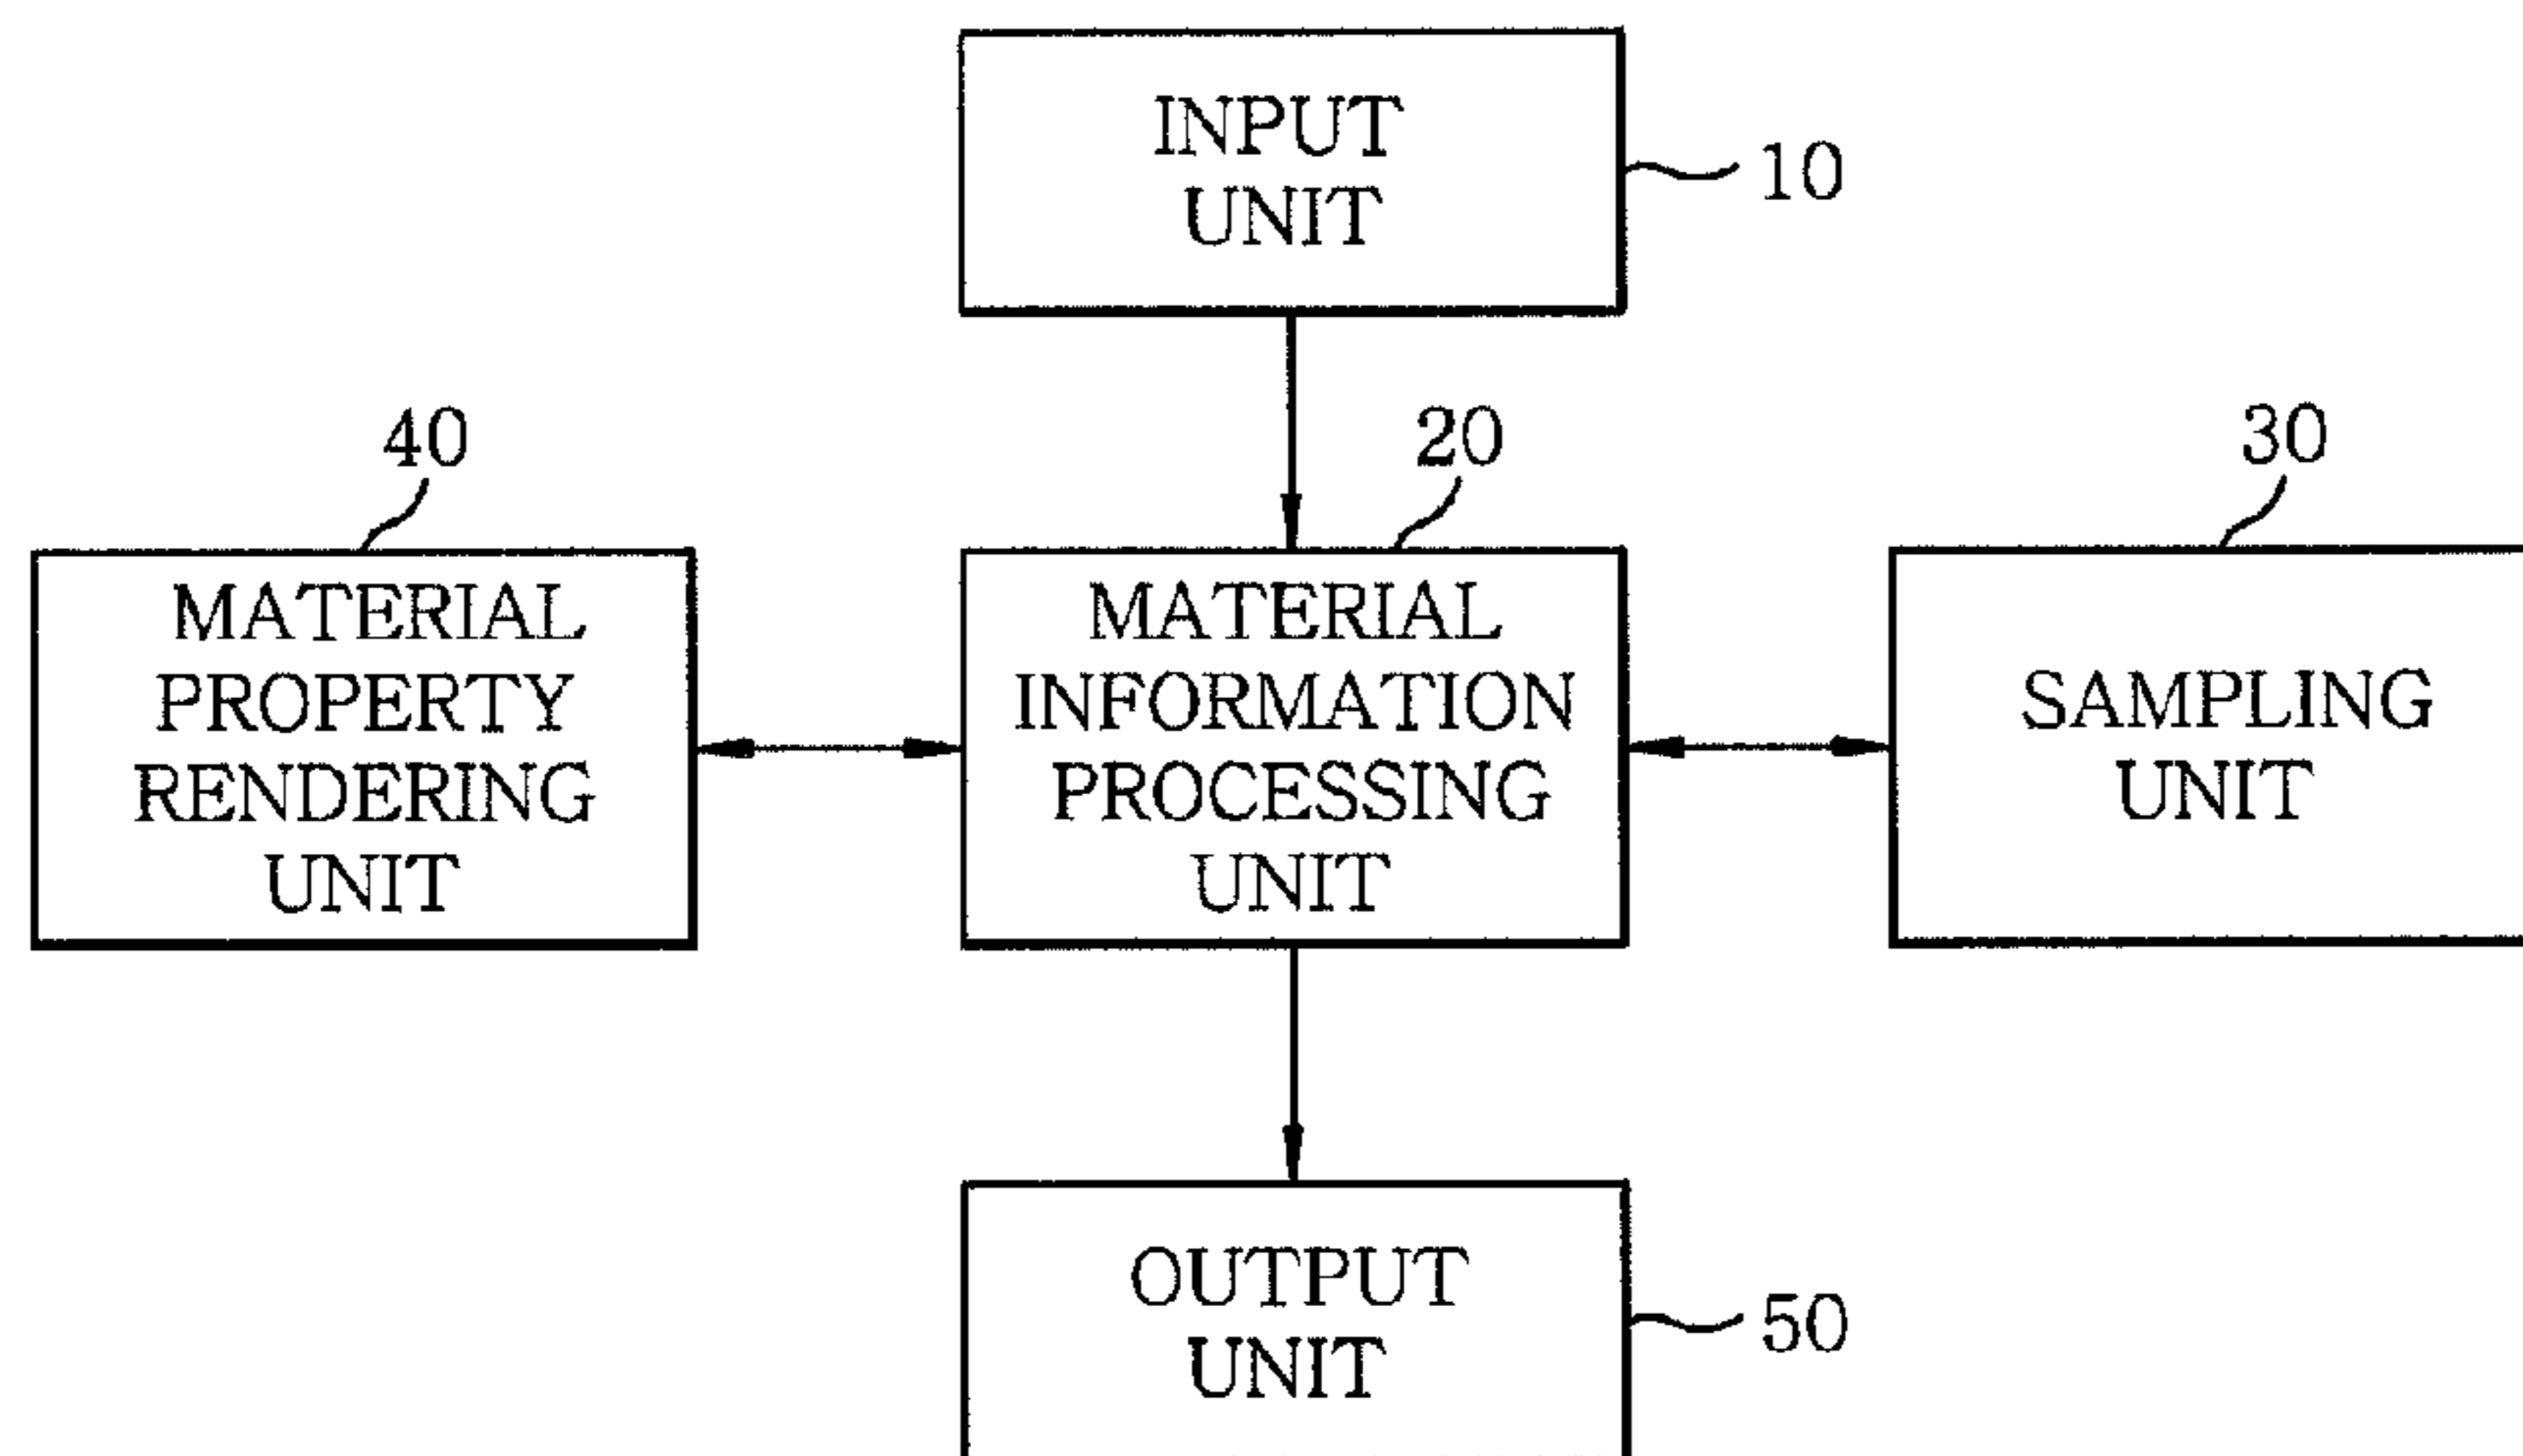 INPUT
UNIT
10
40
20
30
MATERIAL
PROPERTY
RENDERING
UNIT
MATERIAL
INFORMATION
PROCESSING
UNIT
SAMPLING
UNIT
OUTPUT
UNIT
50